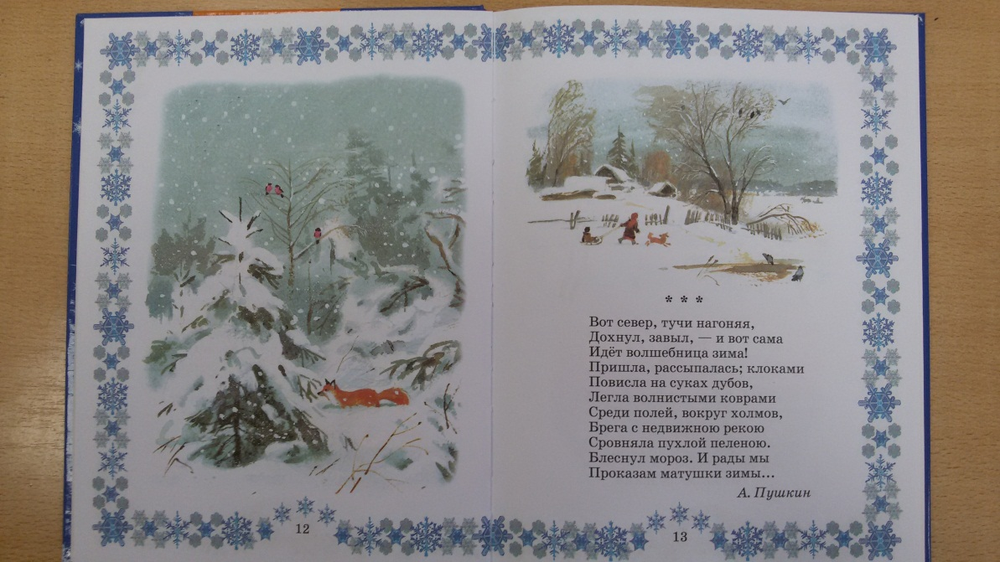 12
* * *
Вот север, тучи нагоняя,
Дохнул, завыл, — и вот сама
Идёт волшебница зима!
Пришла, рассыпалась; клоками
Повисла на суках дубов,
Легла волнистыми коврами
Среди полей, вокруг холмов,
Брега с недвижною рекою
Сровняла пухлой пеленою.
Блеснул мороз. И рады мы
Проказам матушки зимы...
А. Пушкин
13